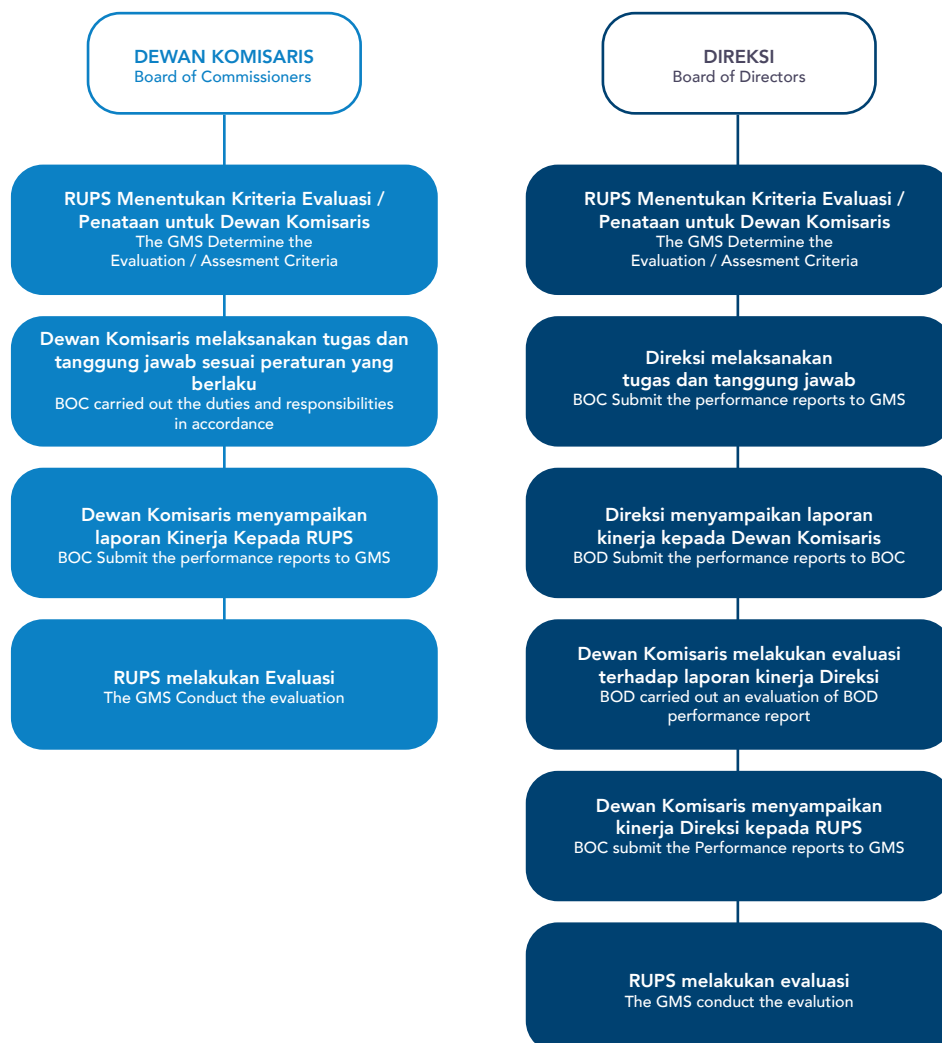 DEWAN KOMISARIS
Board of Commissioners
RUPS Menentukan Kriteria Evaluasi /
Penataan untuk Dewan Komisaris
The GMS Determine the
Evaluation / Assesment Criteria
Dewan Komisaris melaksanakan tugas dan
tanggung jawab sesuai peraturan yang
berlaku
BOC carried out the duties and responsibilities
in accordance
Dewan Komisaris menyampaikan
laporan Kinerja Kepada RUPS
BOC Submit the performance reports to GMS
RUPS melakukan Evaluasi
The GMS Conduct the evaluation
DIREKSI
Board of Directors
RUPS Menentukan Kriteria Evaluasi /
Penataan untuk Dewan Komisaris
The GMS Determine the
Evaluation / Assesment Criteria
Direksi melaksanakan
tugas dan tanggung jawab
BOC Submit the performance reports to GMS
Direksi menyampaikan laporan
kinerja kepada Dewan Komisaris
BOD Submit the performance reports to BOC
Dewan Komisaris melakukan evaluasi
terhadap laporan kinerja Direksi
BOD carried out an evaluation of BOD
performance report
Dewan Komisaris menyampaikan
kinerja Direksi kepada RUPS
BOC submit the Performance reports to GMS
RUPS melakukan evaluasi
The GMS conduct the evalution